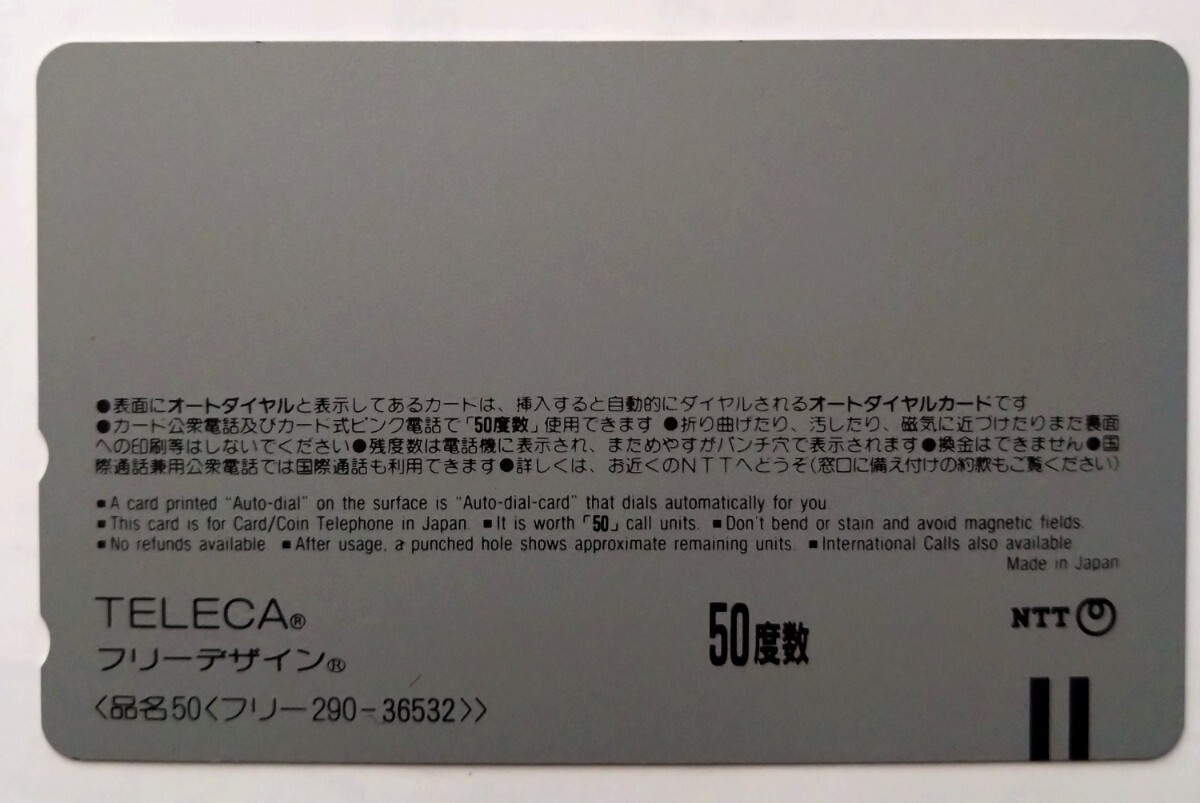 ●表面にオートダイヤルと表示してあるカードは、挿入すると自動的にダイヤルされるオートダイヤルカードです
●カード公衆電話及びカード式ピンク電話で「50度数」使用できます ●折り曲げたり、汚したり、磁気に近づけたりまた裏面
への印刷等はしないでください●残度数は電話機に表示され、まためやすがパンチ穴で表示されます●換金はできません●国
際通話兼用公衆電話では国際通話も利用できます●詳しくは、お近くのNTTへどうぞ(窓口に備え付けの約款もご覧ください)
■A card printed "Auto-dial" on the surface is "Auto-dial-card" that dials automatically for you.
■This card is for Card/Coin Telephone in Japan. ■It is worth「50」call units. ■Don't bend or stain and avoid magnetic fields.
■No refunds available. ■After usage, a punched hole shows approximate remaining units. ■International Calls also available.
Made in Japan
TELECA®
フリーデザイン®
50度数
NTT
〈品名50〈フリー290-36532〉〉